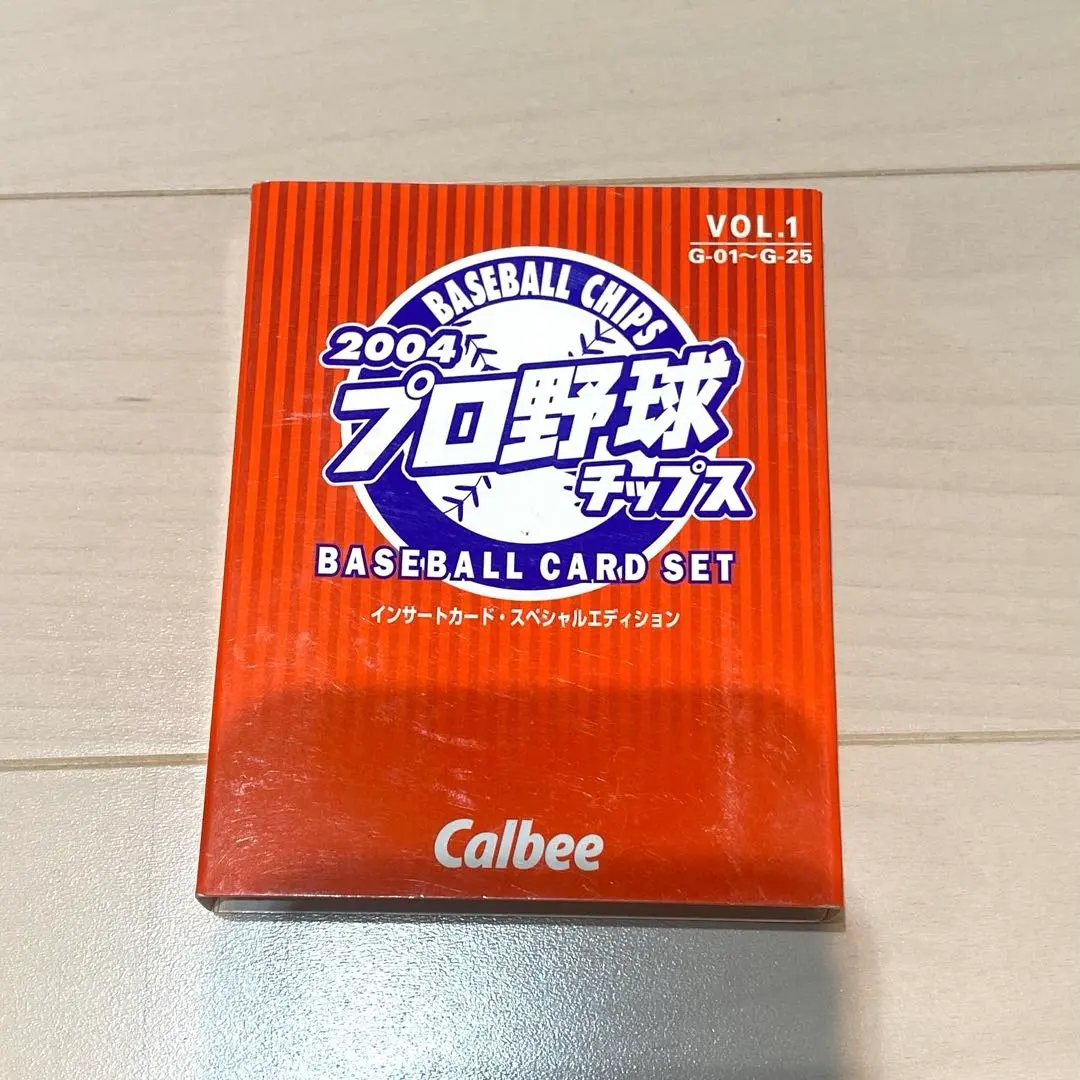 VOL.1
G-01〜G-25
BASEBALL CHIPS
2004
プロ野球
チップス
BASEBALL CARD SET
インサートカード・スペシャルエディション
Calbee